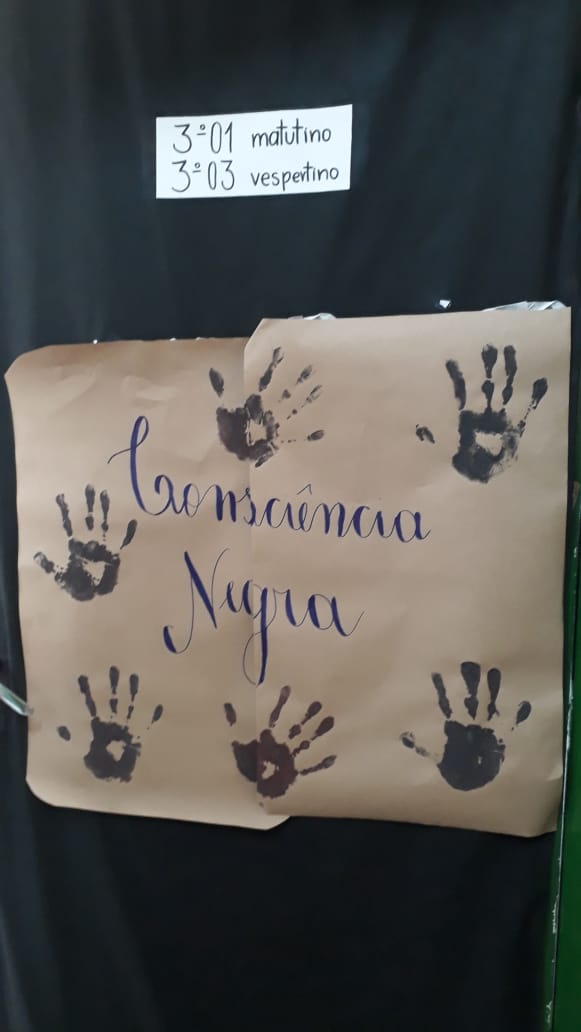 3º01 matutino
3º03 vespertino
Consciência
Negra